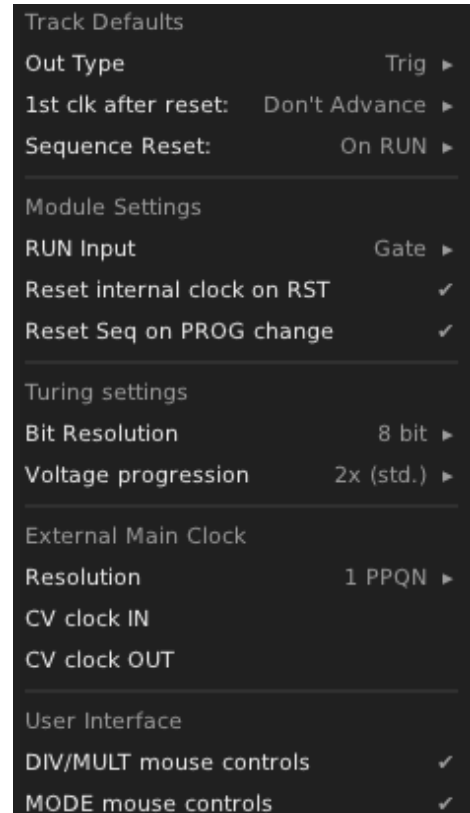 Track Defaults
Out Type Trig ▸
1st clk after reset: Don't Advance ▸
Sequence Reset: On RUN ▸
Module Settings
RUN Input Gate ▸
Reset internal clock on RST ✔
Reset Seq on PROG change ✔
Turing settings
Bit Resolution 8 bit ▸
Voltage progression 2x (std.) ▸
External Main Clock
Resolution 1 PPQN ▸
CV clock IN
CV clock OUT
User Interface
DIV/MULT mouse controls ✔
MODE mouse controls ✔